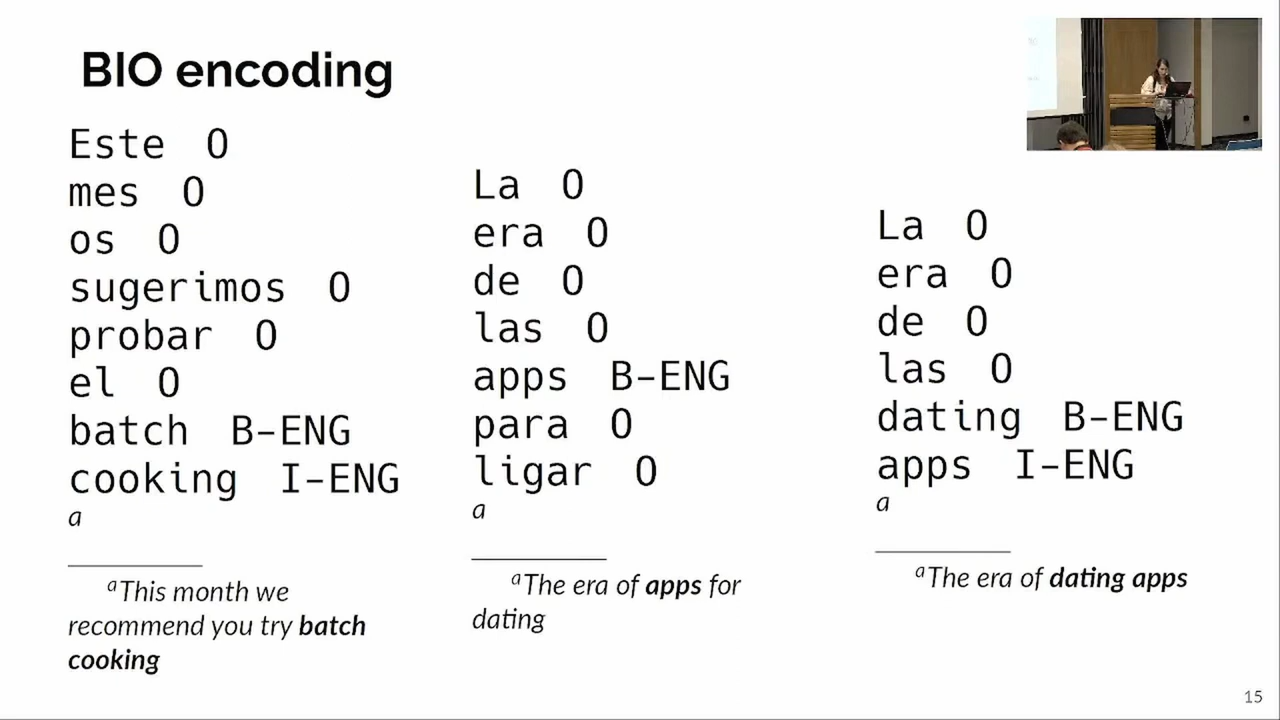 BIO encoding
Este O
mes O
os O
sugerimos O
probar O
el O
batch B-ENG
cooking I-ENG
a
aThis month we
recommend you try batch
cooking
La O
era O
de O
las O
apps B-ENG
para O
ligar O
a
aThe era of apps for
dating
La O
era O
de O
las O
dating B-ENG
apps I-ENG
a
aThe era of dating apps
15